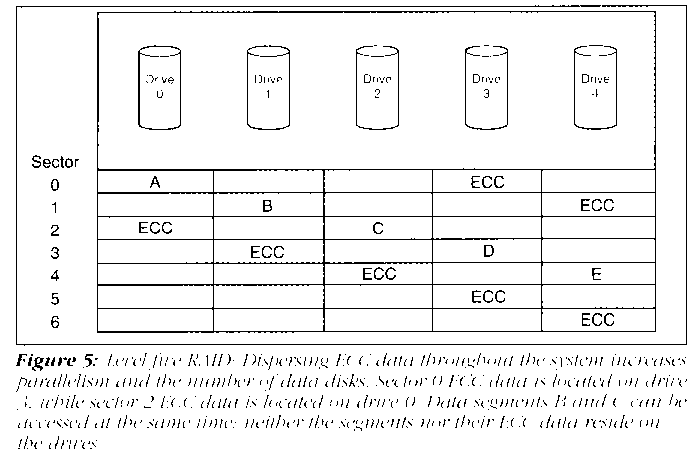 Drive 0 Drive 1 Drive 2 Drive 3 Drive 4
Sector
0 A ECC
1 B ECC
2 ECC C
3 ECC D
4 ECC E
5 ECC
6 ECC
Figure 5: Level five RAID: Dispersing ECC data throughout the system increases
parallelism and the number of data disks. Sector 0 ECC data is located on drive
3, while sector 2 ECC data is located on drive 0. Data segments B and C can be
accessed at the same time; neither the segments nor their ECC data reside on
the drives